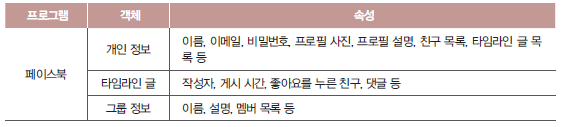 프로그램 객체 속성
페이스북
개인 정보
이름, 이메일, 비밀번호, 프로필 사진, 프로필 설명, 친구 목록, 타임라인 글 목
록 등
타임라인 글
작성자, 게시 시간, 좋아요를 누른 친구, 댓글 등
그룹 정보
이름, 설명, 멤버 목록 등